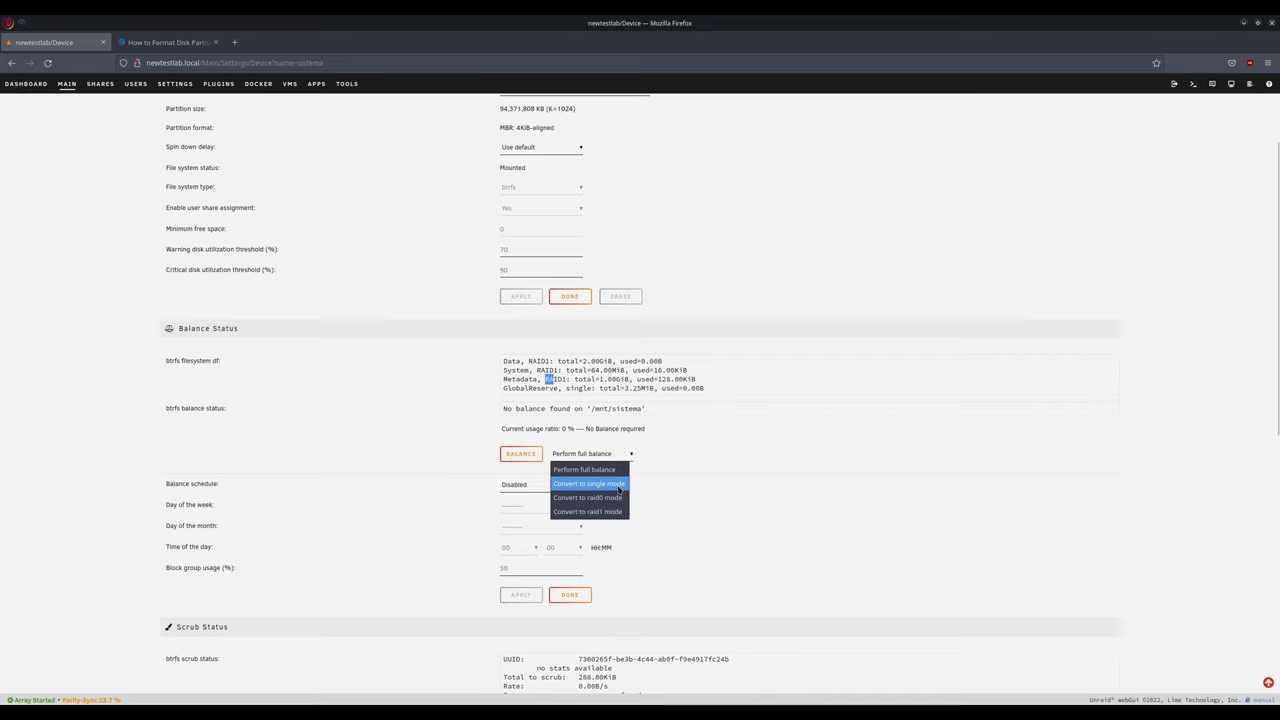 newtestlab/Device — Mozilla Firefox
newtestlab/Device
How to Format Disk Partiti
newtestlab.local/Main/Settings/Device?name=sistema
DASHBOARD MAIN SHARES USERS SETTINGS PLUGINS DOCKER VMS APPS TOOLS
Partition size: 94,371,808 KB (K=1024)
Partition format: MBR: 4KiB-aligned
Spin down delay: Use default
File system status: Mounted
File system type: btrfs
Enable user share assignment: Yes
Minimum free space: 0
Warning disk utilization threshold (%): 70
Critical disk utilization threshold (%): 90
APPLY DONE ERASE
Balance Status
btrfs filesystem df: Data, RAID1: total=2.00GiB, used=0.00B
System, RAID1: total=64.00MiB, used=16.00KiB
Metadata, RAID1: total=1.00GiB, used=128.00KiB
GlobalReserve, single: total=3.25MiB, used=0.00B
btrfs balance status: No balance found on '/mnt/sistema'
Current usage ratio: 0 % --- No Balance required
BALANCE Perform full balance
Perform full balance
Balance schedule: Disabled Convert to single mode
Convert to raid0 mode
Day of the week: --------- Convert to raid1 mode
Day of the month: ---------
Time of the day: 00 00 HH:MM
Block group usage (%): 50
APPLY DONE
Scrub Status
btrfs scrub status: UUID: 7360265f-be3b-4c44-ab0f-f9e4917fc24b
no stats available
Total to scrub: 288.00KiB
Rate: 0.00B/s
Array Started • Parity-Sync 23.7 % Unraid® webGui ©2022, Lime Technology, Inc. manual